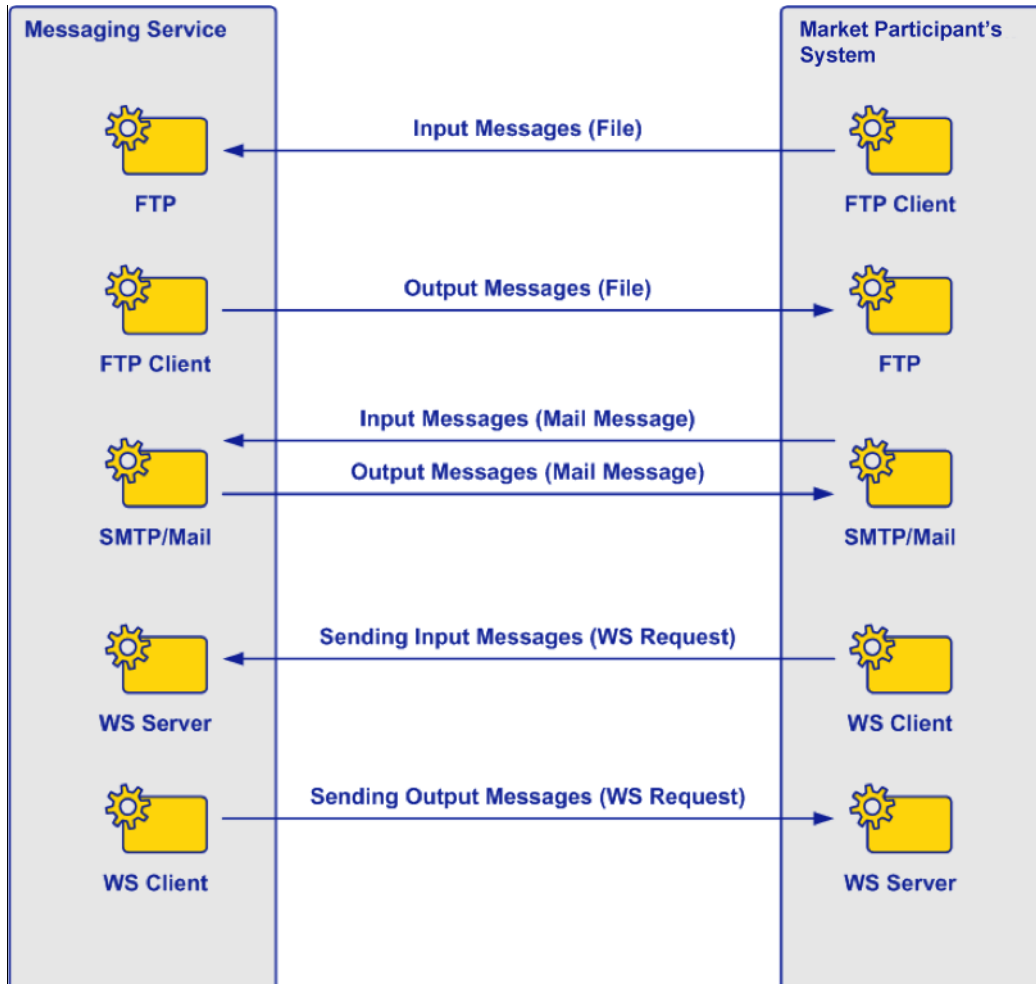 Messaging Service
Market Participant's
System
Input Messages (File)
FTP
FTP Client
Output Messages (File)
FTP Client
FTP
Input Messages (Mail Message)
Output Messages (Mail Message)
SMTP/Mail
SMTP/Mail
Sending Input Messages (WS Request)
WS Server
WS Client
Sending Output Messages (WS Request)
WS Client
WS Server